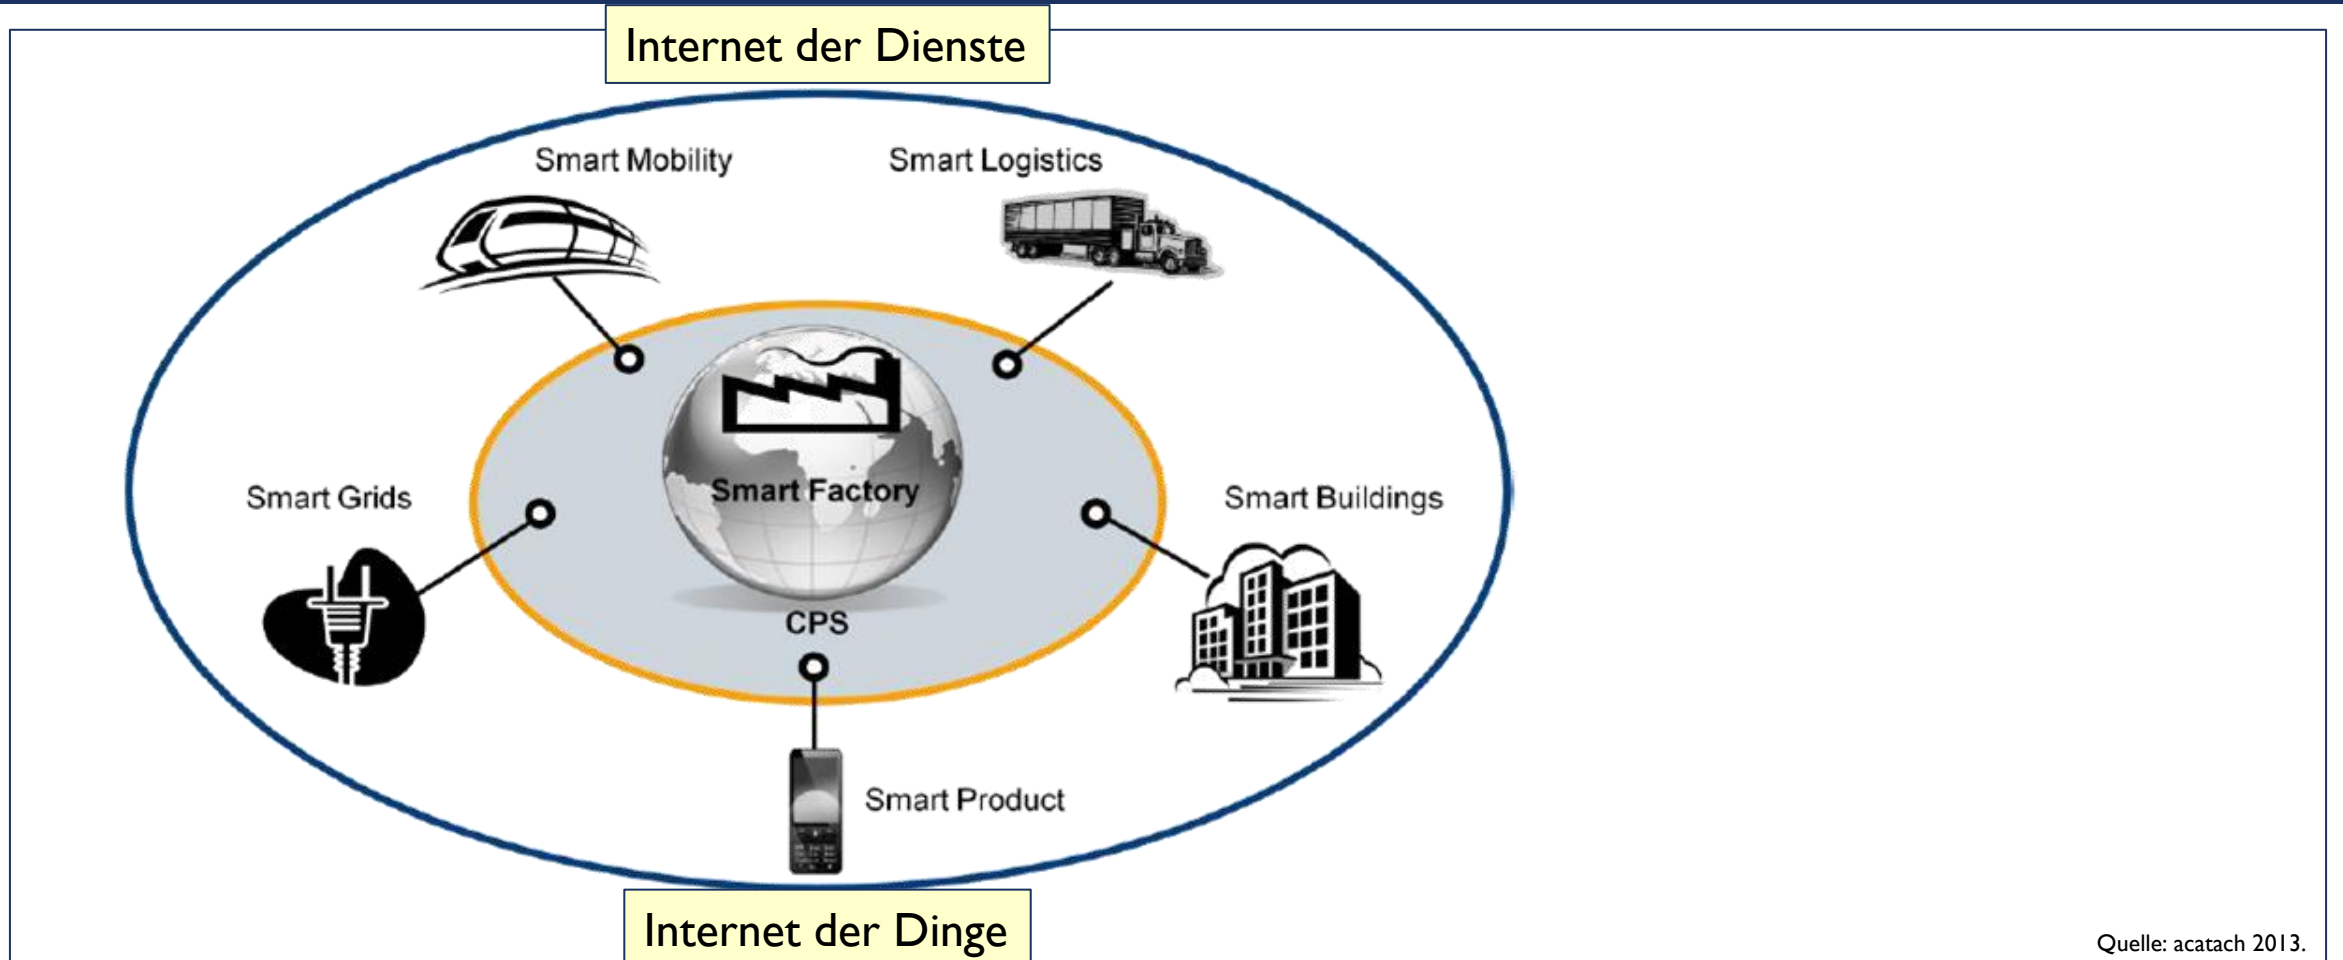 Internet der Dienste
Smart Mobility
Smart Logistics
Smart Factory
Smart Grids
Smart Buildings
CPS
Smart Product
Internet der Dinge
Quelle: acatach 2013.